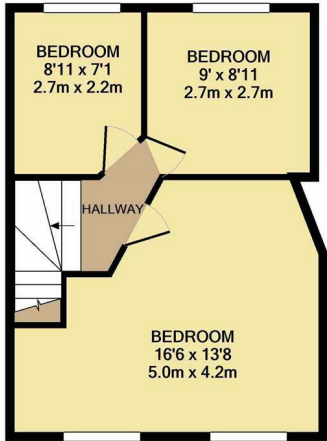 BEDROOM
8'11 x 7'1
2.7m x 2.2m
BEDROOM
9' x 8'11
2.7m x 2.7m
HALLWAY
BEDROOM
16'6 x 13'8
5.0m x 4.2m